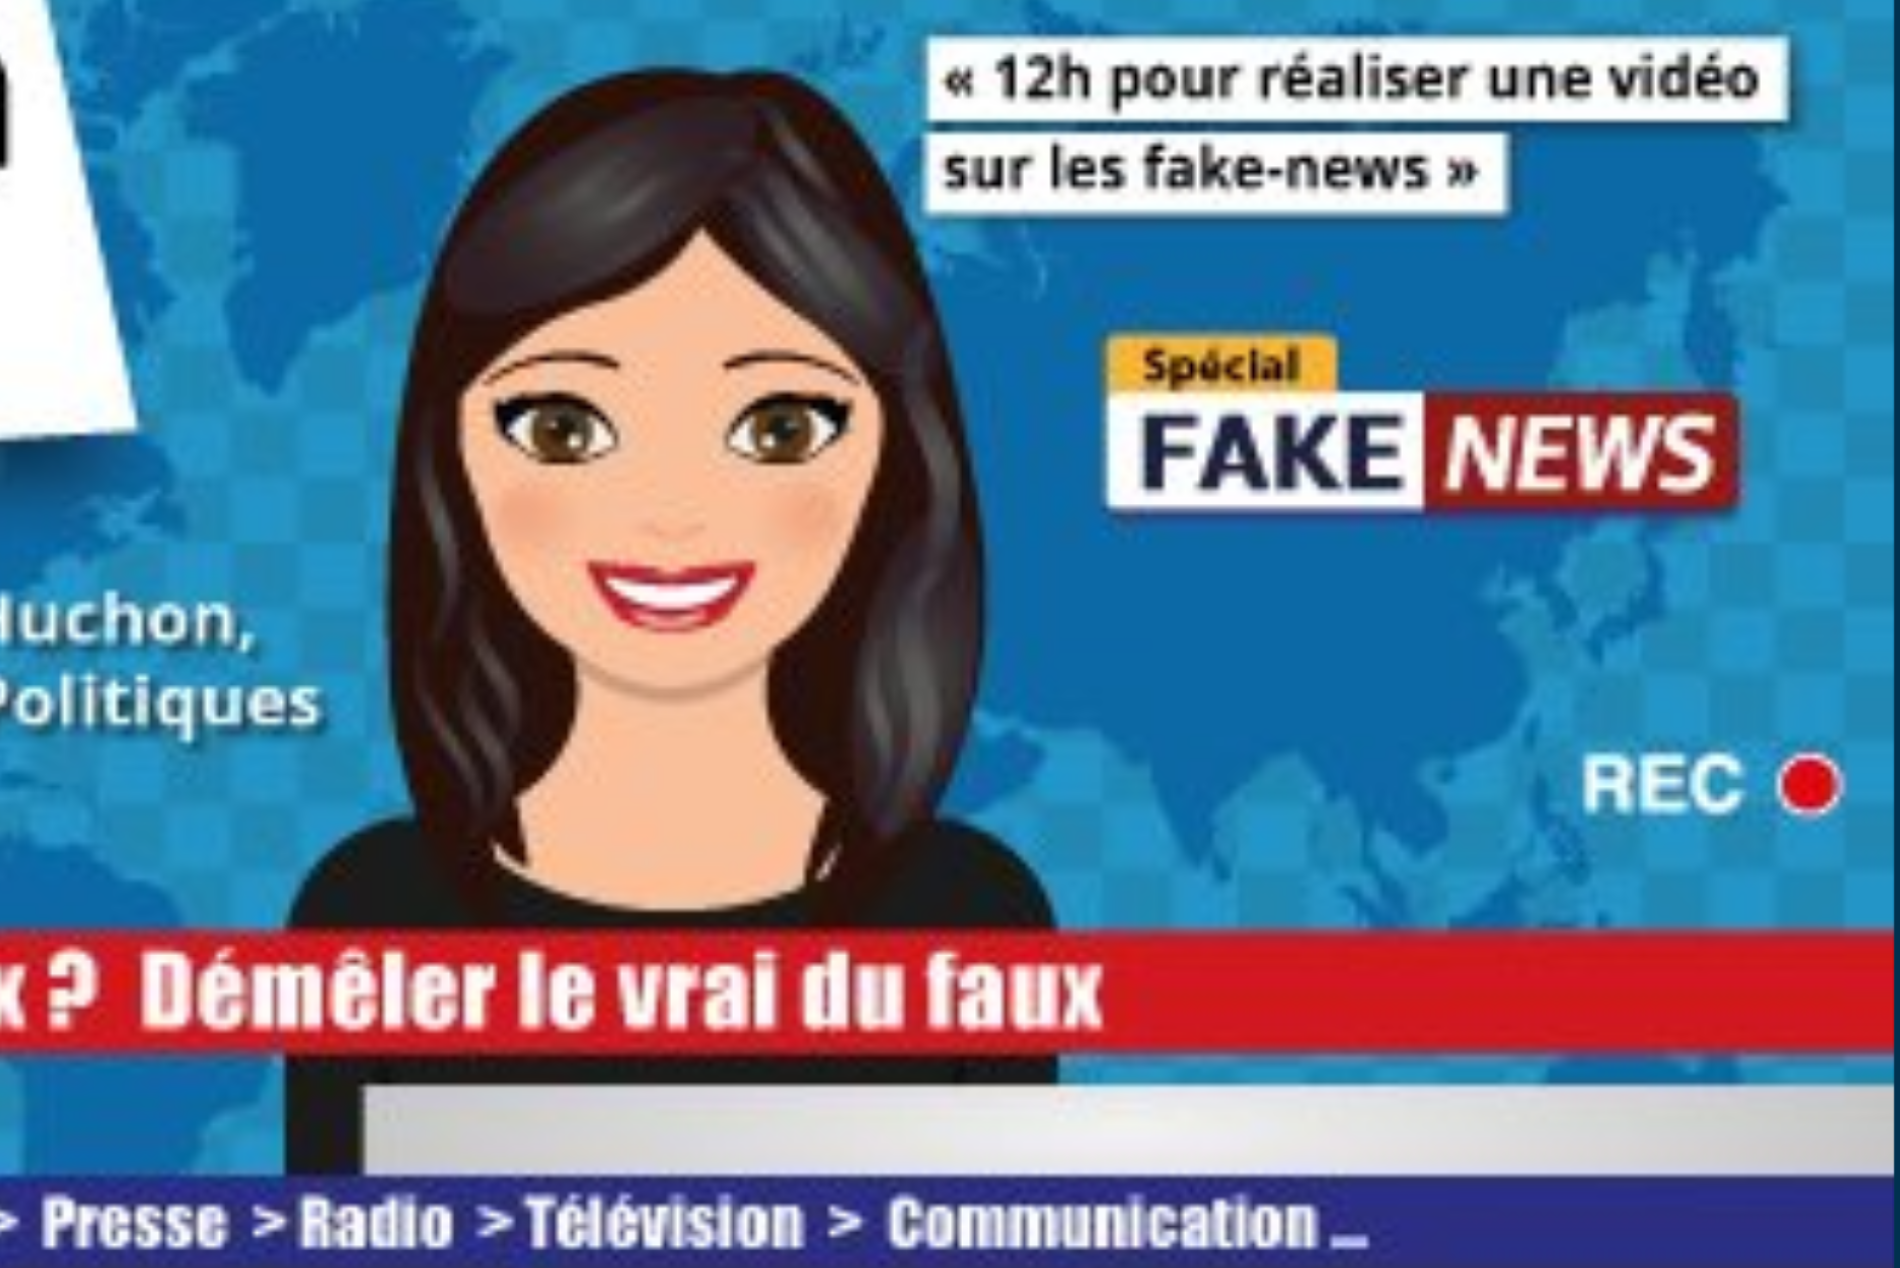 « 12h pour réaliser une vidéo
sur les fake-news »
Spécial
FAKE NEWS
Huchon,
Politiques
REC
x ? Démêler le vrai du faux
> Presse > Radio > Télévision > Communication ...